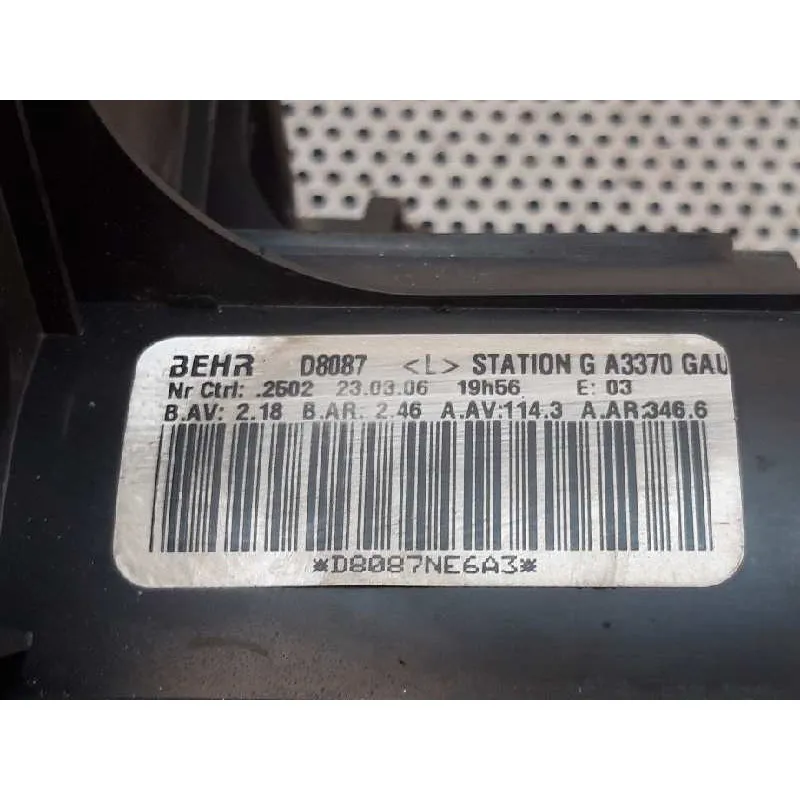 BEHR D8087 <L> STATION G A3370 GAU
Nr Ctrl: .2502 23.03.06 19h56 E: 03
B.AV: 2.18 B.AR: 2.46 A.AV:114.3 A.AR:346.6
*D8087NE6A3*